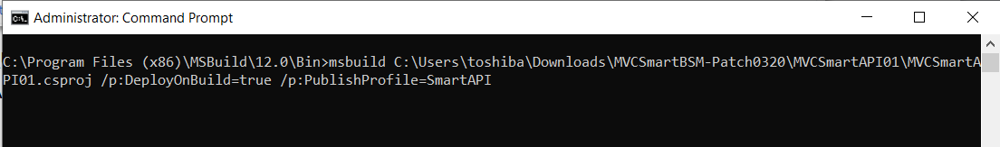 Administrator: Command Prompt
C:\Program Files (x86)\MSBuild\12.0\Bin>msbuild C:\Users\toshiba\Downloads\MVCSmartBSM-Patch0320\MVCSmartAPI01\MVCSmartA
PI01.csproj /p:DeployOnBuild=true /p:PublishProfile=SmartAPI